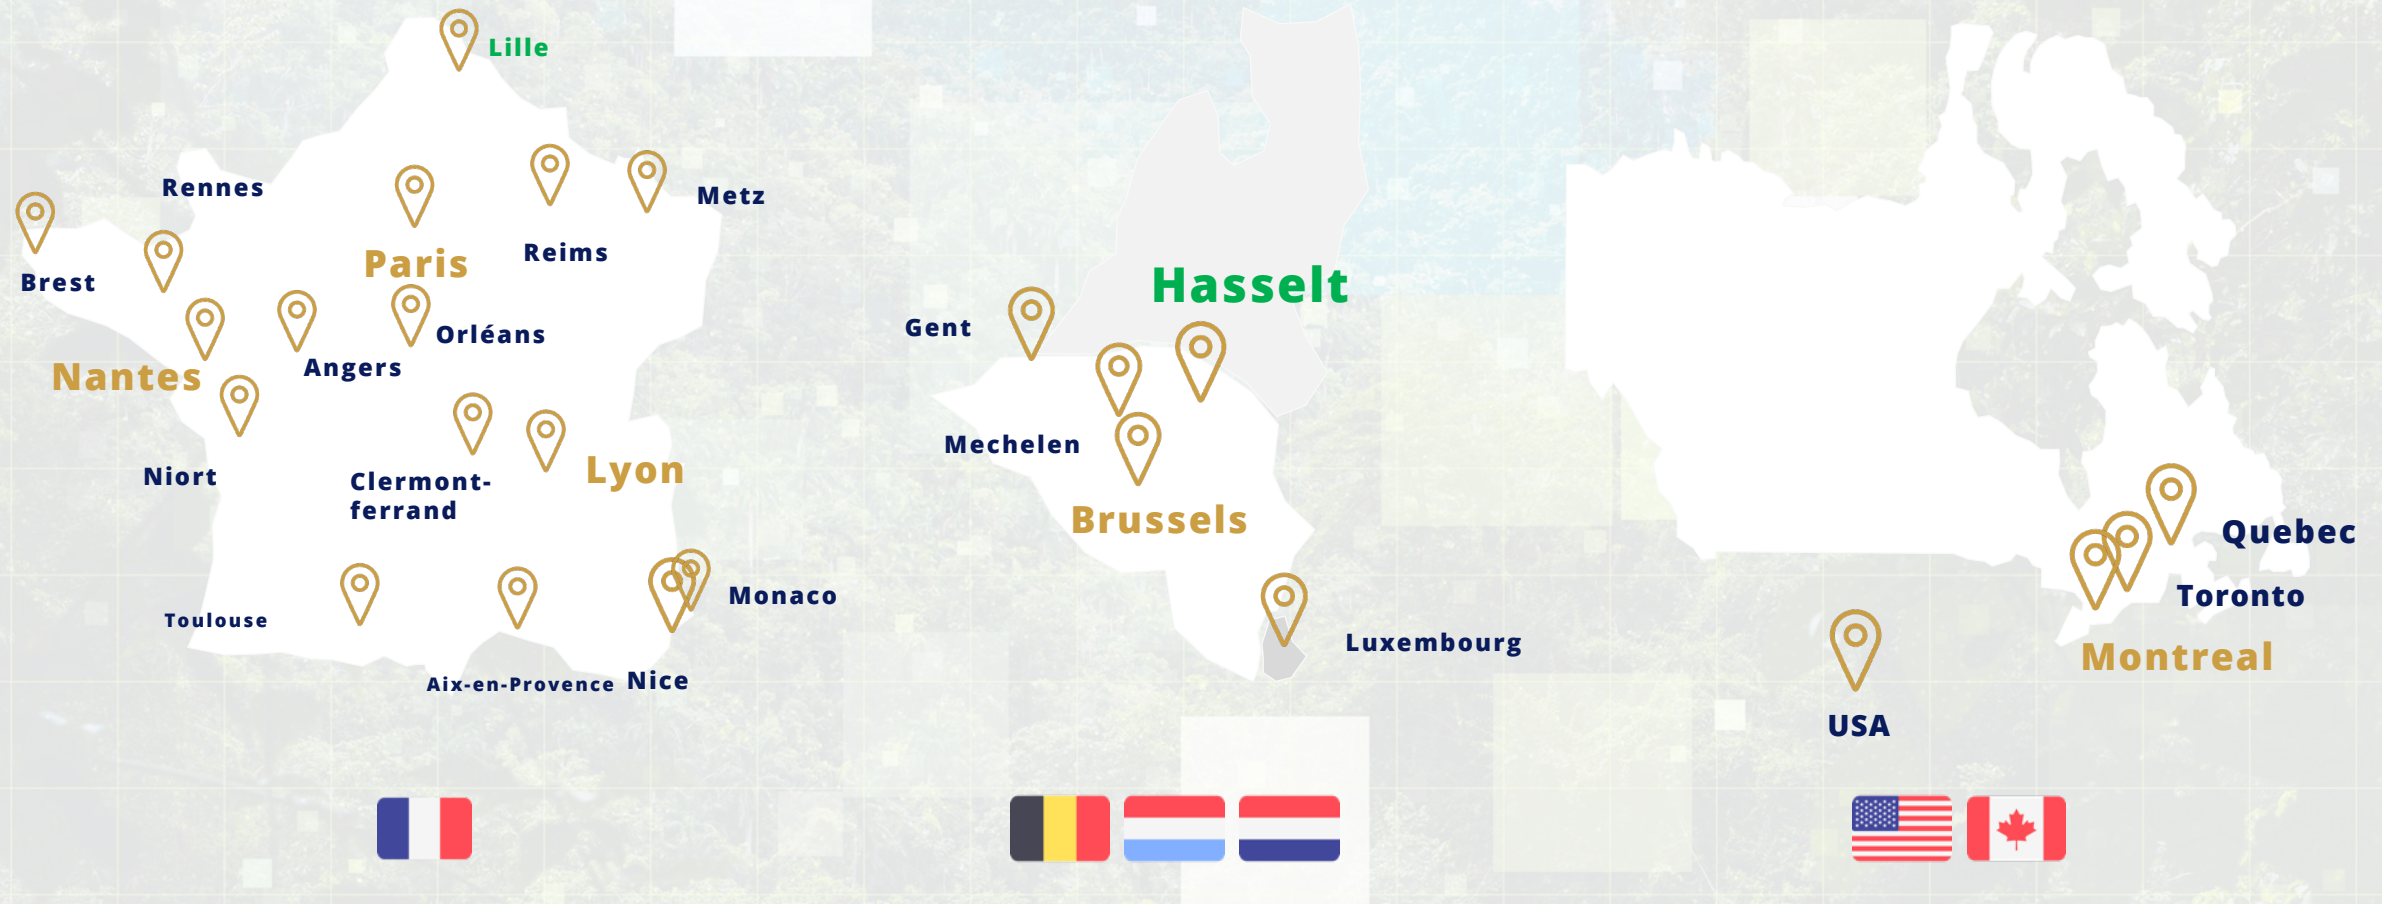 Lille
Rennes
Metz
Paris
Reims
Brest
Orléans
Angers
Nantes
Niort
Clermont-
ferrand
Lyon
Monaco
Toulouse
Aix-en-Provence
Nice
Hasselt
Gent
Mechelen
Brussels
Luxembourg
Quebec
Toronto
Montreal
USA